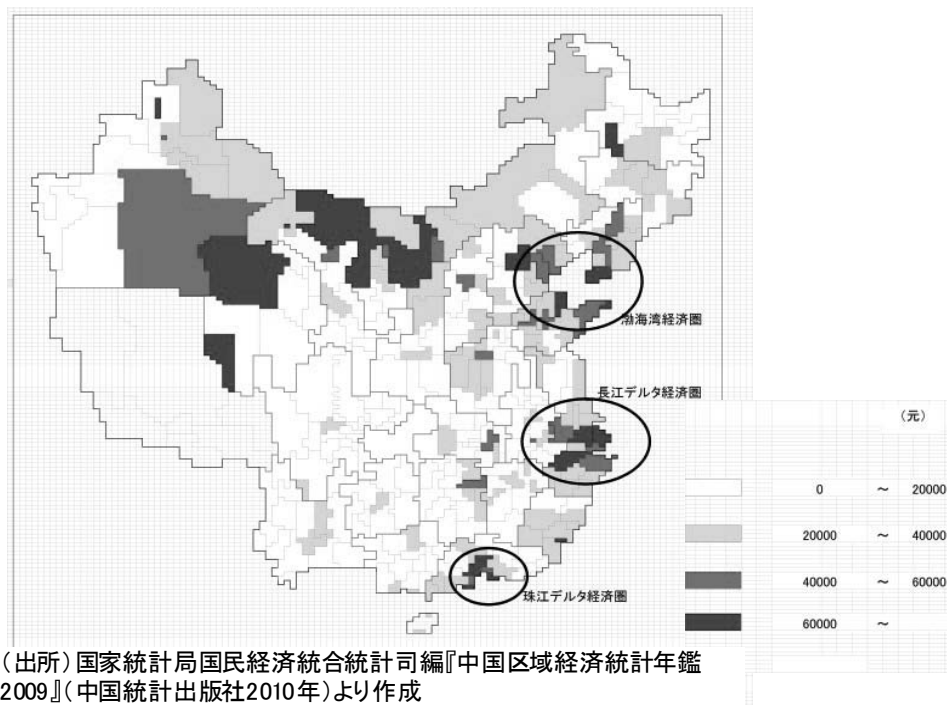 渤海湾経済圏
長江デルタ経済圏
(元)
0 ～ 20000
20000 ～ 40000
40000 ～ 60000
60000 ～
珠江デルタ経済圏
(出所)国家統計局国民経済統合統計司編『中国区域経済統計年鑑
2009』(中国統計出版社2010年)より作成